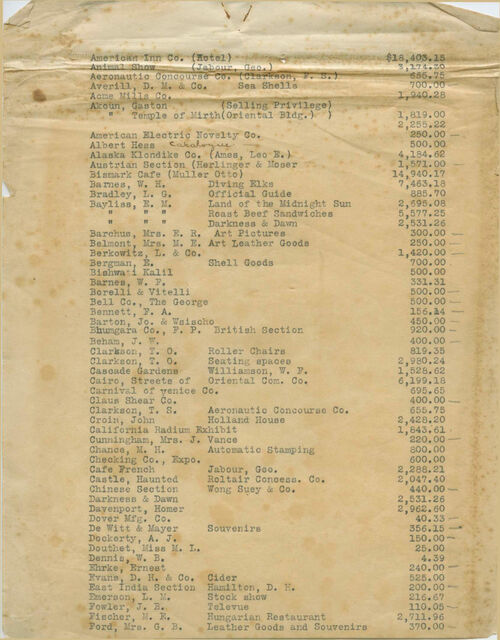 American Inn Co. (Hotel) $18,403.15
Animal Show (Jabour, Geo.) 3,174.30
Aeronautic Concourse Co. (Clarkson, F. S.) 655.75
Averill, D. M. & Co. Sea Shells 700.00
Acme Mills Co. 1,940.28
Akoun, Gaston (Selling Privilege)
" Temple of Mirth(Oriental Bldg.) ) 1,819.00
2,255.22
American Electric Novelty Co. 250.00 —
Albert Hess Catalogue 500.00
Alaska Klondike Co. (Ames, Leo E.) 4,184.62
Austrian Section (Herlinger & Moser 1,571.00
Bismark Cafe (Muller Otto) 14,940.17
Barnes, W. H. Diving Elks 7,463.18
Bradley, L. G. Official Guide 885.70
Bayliss, E. M. Land of the Midnight Sun 2,695.08
" " " Roast Beef Sandwiches 5,577.25
" " " Darkness & Dawn 2,531.26
Barchus, Mrs. E. R. Art Pictures 300.00 —
Belmont, Mrs. M. E. Art Leather Goods 250.00 —
Berkowitz, L. & Co. 1,420.00 —
Bergman, E. Shell Goods 700.00
Bishwati Kalil 500.00
Barnes, W. F. 331.31
Borelli & Vitelli 500.00 —
Bell Co., The George 500.00 —
Bennett, F. A. 156.14 —
Barton, Jo. & Wsischo 450.00 —
Bhumgara Co., F. P. British Section 920.00 —
Beham, J. W. 400.00 —
Clarkson, T. O. Roller Chairs 819.35
Clarkson, T. O. Seating spaces 2,980.24
Cascade Gardens Williamson, W. F. 1,528.62
Cairo, Streets of Oriental Com. Co. 6,199.18
Carnival of Venice Co. 695.65
Claus Shear Co. 400.00 —
Clarkson, T. S. Aeronautic Concourse Co. 655.75
Croin, John Holland House 2,428.20
California Radium Exhibit 1,843.61
Cunningham, Mrs. J. Vance 220.00 —
Chance, M. H. Automatic Stamping 800.00
Checking Co., Expo. 600.00
Cafe French Jabour, Geo. 2,288.21
Castle, Haunted Roltair Concess. Co. 2,047.40
Chinese Section Wong Suey & Co. 440.00 —
Darkness & Dawn 2,531.26
Davenport, Homer 2,962.60
Dover Mfg. Co. 40.33 —
De Witt & Mayer Souvenirs 356.15 —
Dockerty, A. J. 150.00 —
Douthet, Miss M. L. 25.00
Dennis, W. B. 4.39
Ehrke, Ernest 240.00 —
Evans, D. H. & Co. Cider 525.00
East India Section Hamilton, D. H. 200.00 —
Emerson, L. M. Stock show 216.67
Fowler, J. E. Televue 110.05 —
Fischer, M. R. Hungarian Restaurant 2,711.96
Ford, Mrs. G. B. Leather Goods and Souvenirs 370.00 —